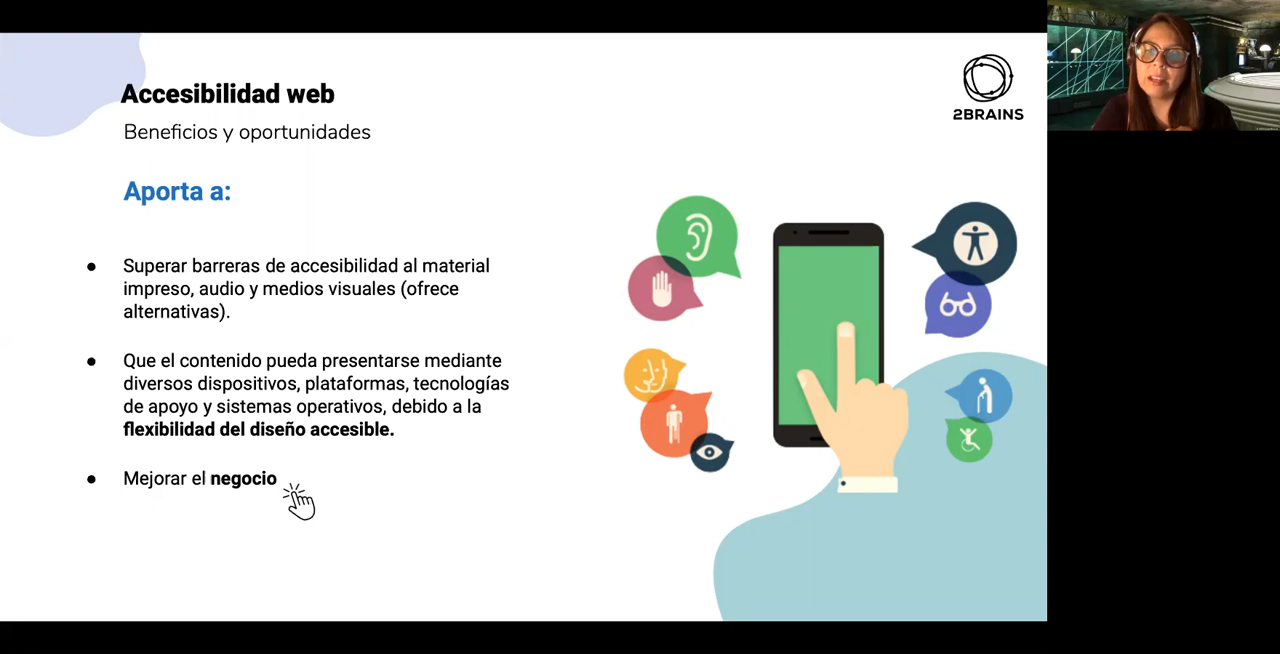 Accesibilidad web
Beneficios y oportunidades
2BRAINS
Aporta a:
● Superar barreras de accesibilidad al material
impreso, audio y medios visuales (ofrece
alternativas).
● Que el contenido pueda presentarse mediante
diversos dispositivos, plataformas, tecnologías
de apoyo y sistemas operativos, debido a la
flexibilidad del diseño accesible.
● Mejorar el negocio